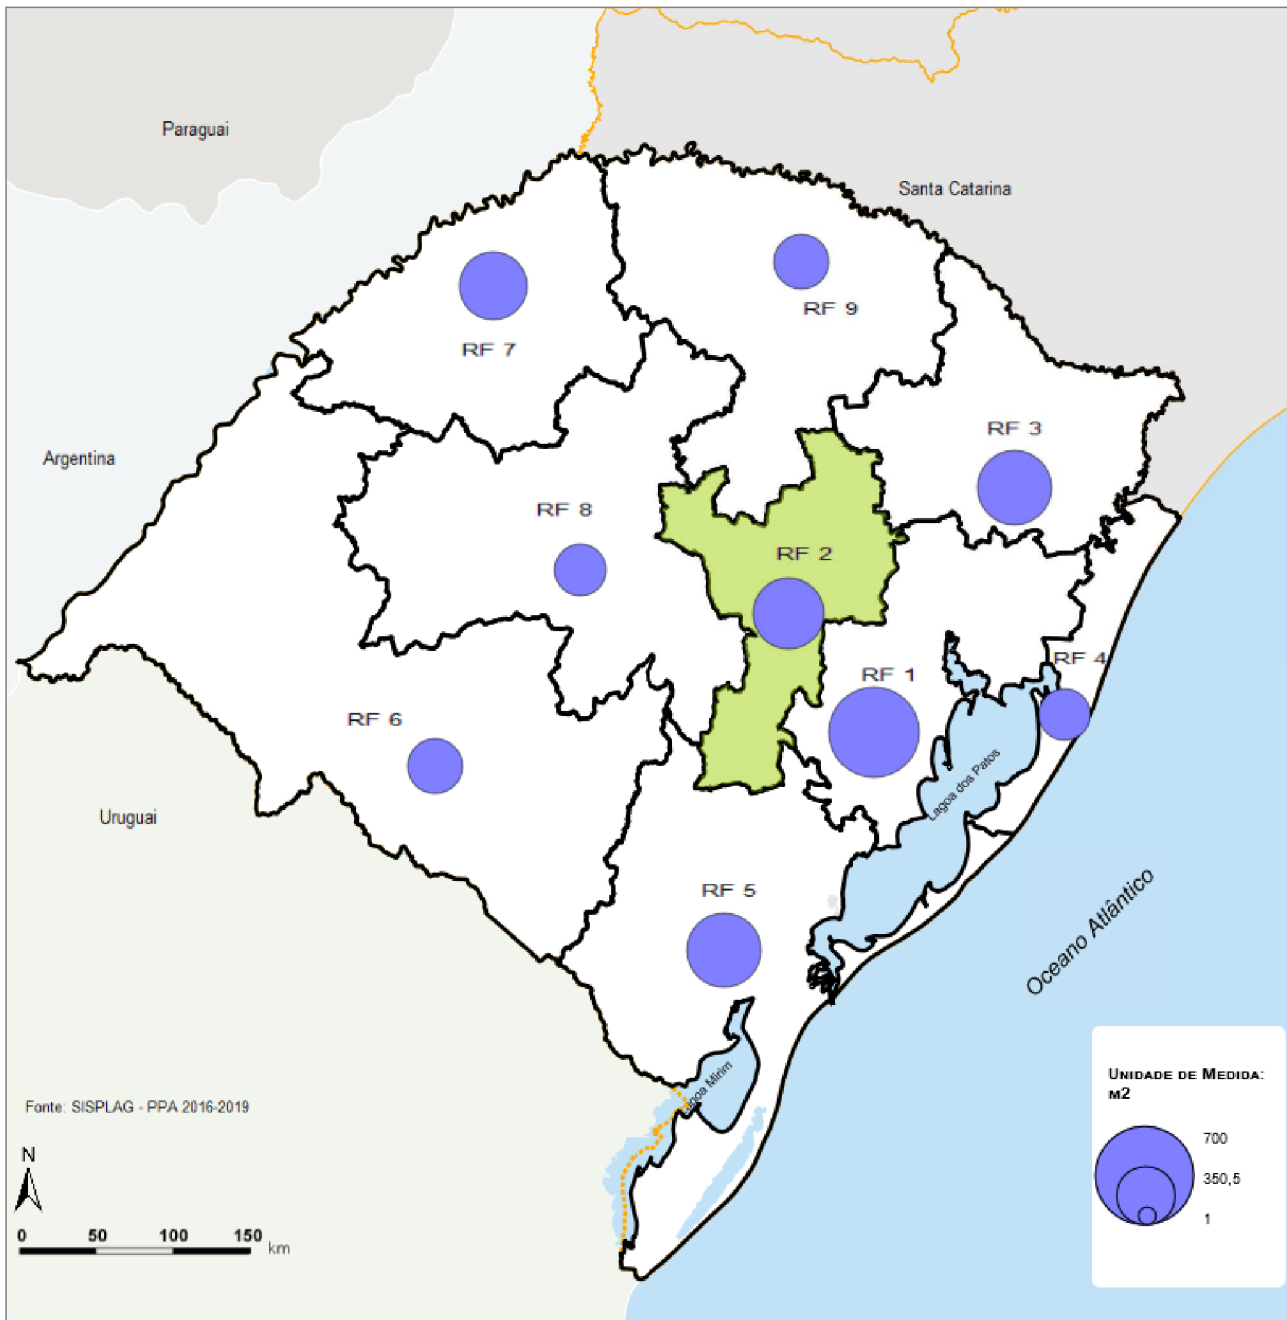 Paraguai
Santa Catarina
RF 9
RF 7
RF 3
Argentina
RF 8
RF 2
RF 4
RF 1
RF 6
Lagoa dos Patos
Uruguai
RF 5
Oceano Atlântico
UNIDADE DE MEDIDA:
M2
Lagoa Mirim
Fonte: SISPLAG - PPA 2016-2019
700
N
350,5
1
0 50 100 150 km